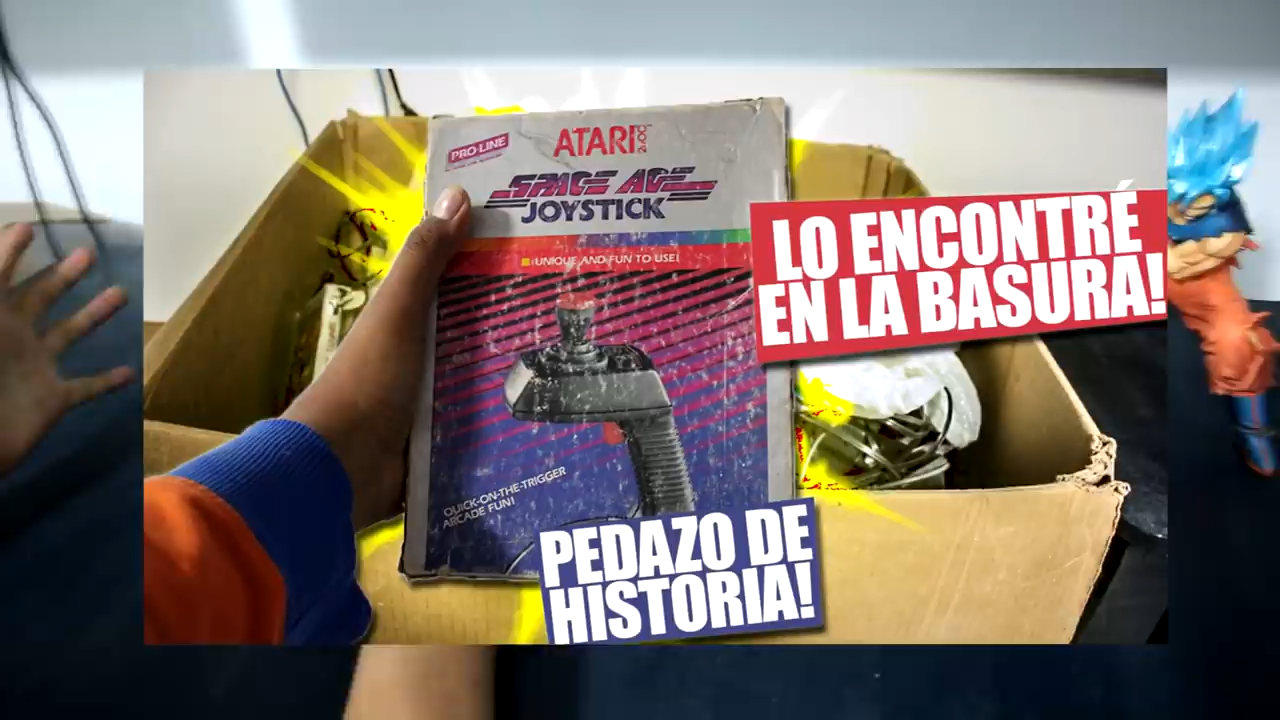 PRO-LINE
ATARI 2600
SPACE AGE
JOYSTICK
UNIQUE AND FUN TO USE!
QUICK-ON-THE-TRIGGER
ARCADE FUN!
LO ENCONTRÉ
EN LA BASURA!
PEDAZO DE
HISTORIA!